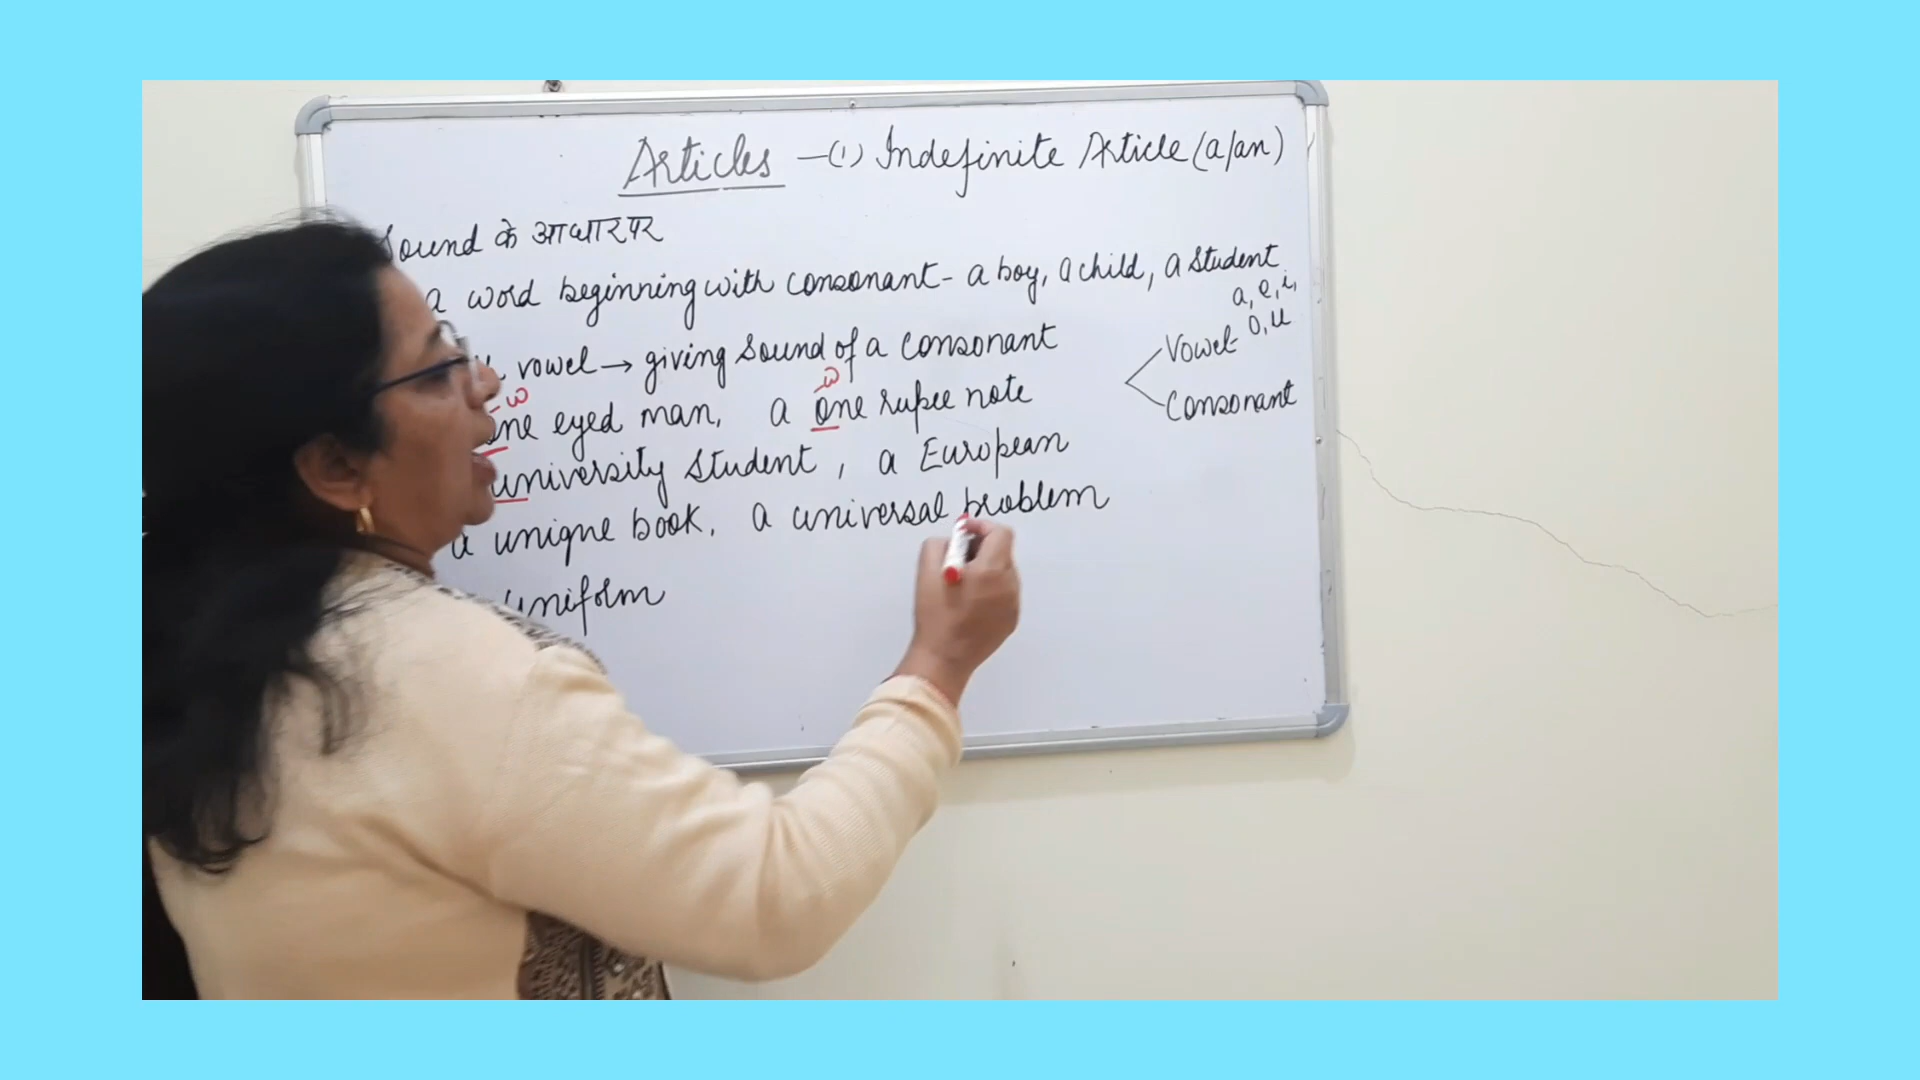 Articles - (1) Indefinite Article (a/an)
Sound के आधार पर
a word beginning with consonant - a boy, a child, a student
a, e, i,
o, u
vowel → giving sound of a consonant
Vowel
w w
one eyed man, a one rupee note
Consonant
university student, a European
a unique book, a universal problem
uniform